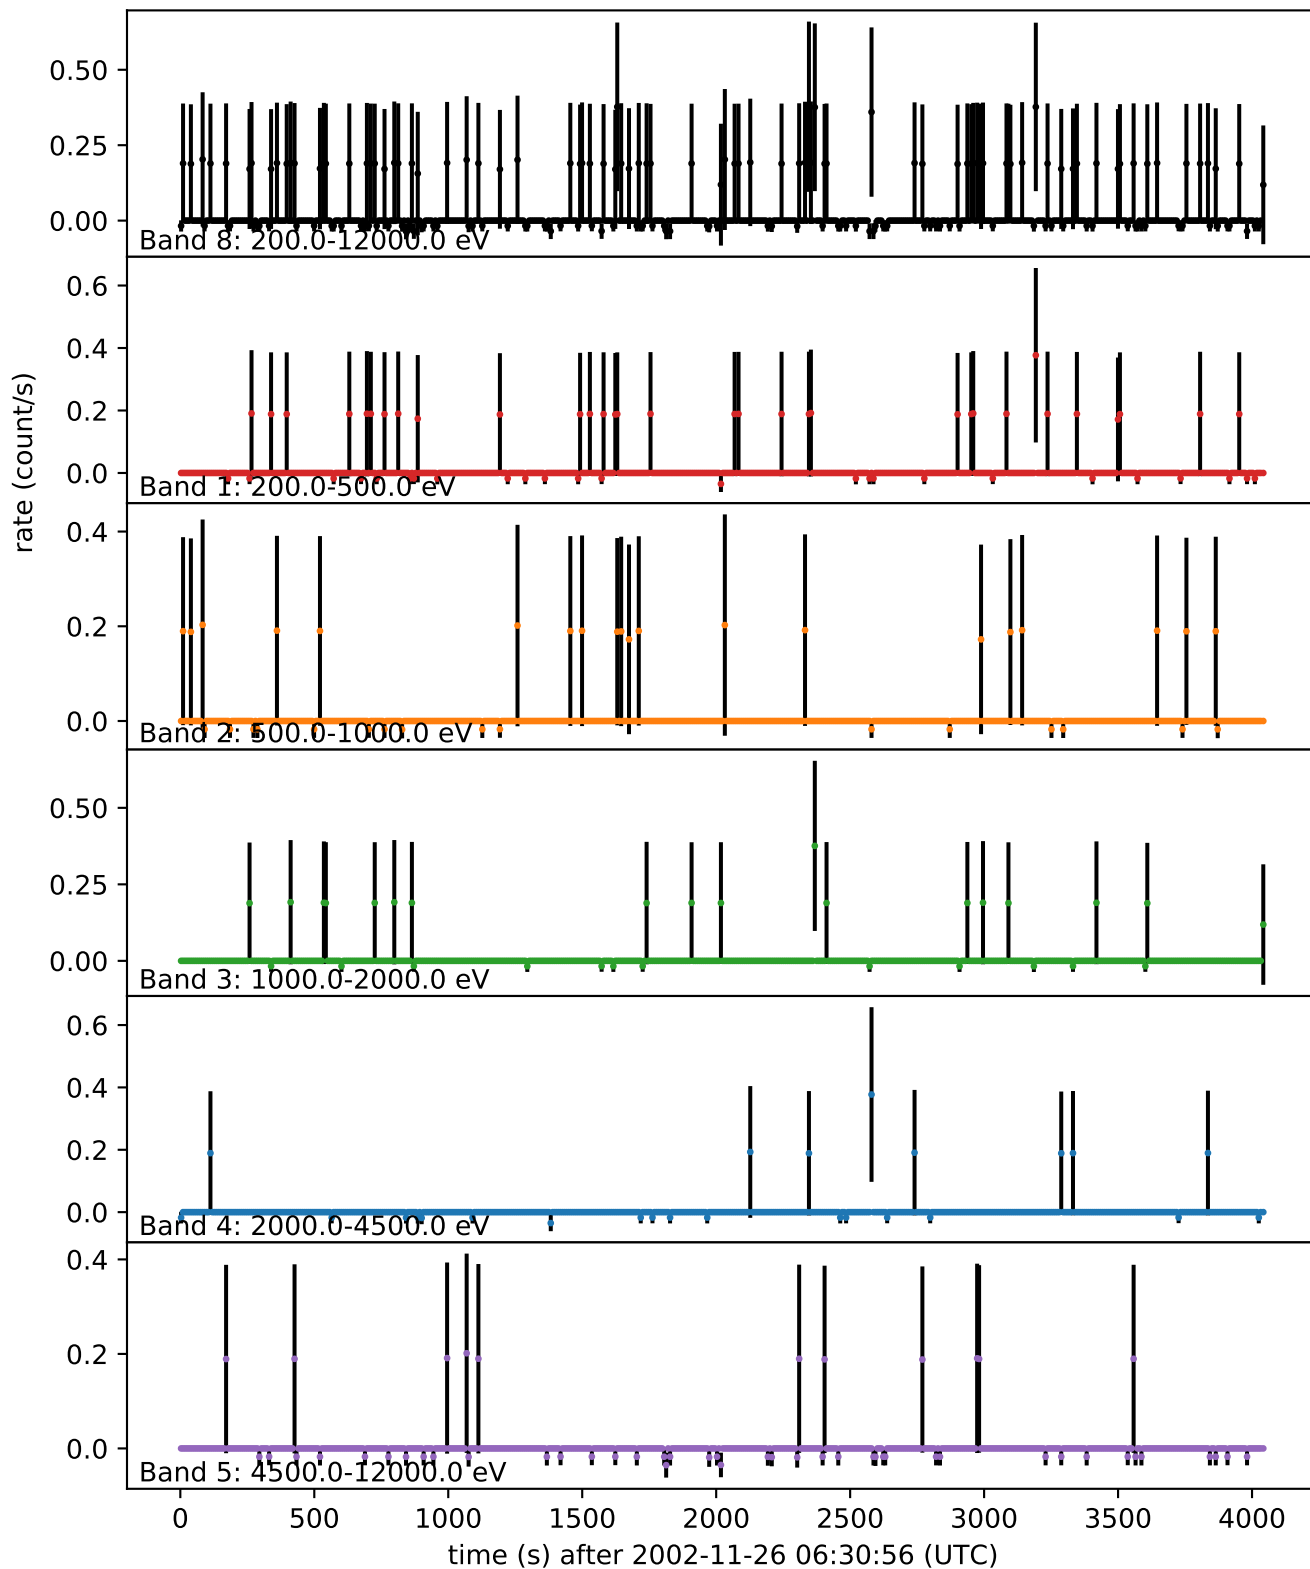 rate (count/s)
0.50
0.25
0.00
Band 8: 200.0-12000.0 eV
0.6
0.4
0.2
0.0
Band 1: 200.0-500.0 eV
0.4
0.2
0.0
Band 2: 500.0-1000.0 eV
0.50
0.25
0.00
Band 3: 1000.0-2000.0 eV
0.6
0.4
0.2
0.0
Band 4: 2000.0-4500.0 eV
0.4
0.2
0.0
Band 5: 4500.0-12000.0 eV
0 500 1000 1500 2000 2500 3000 3500 4000
time (s) after 2002-11-26 06:30:56 (UTC)